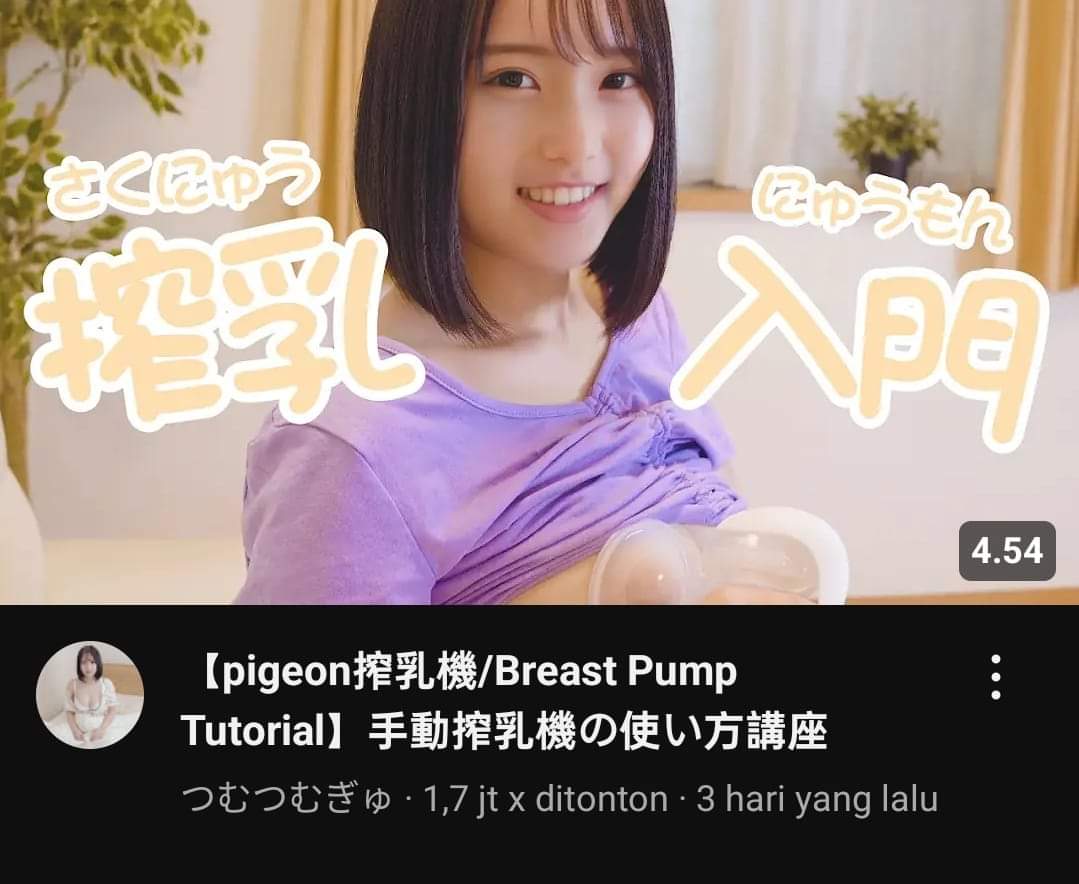 さくにゅう
搾乳
にゅうもん
入門
4.54
【pigeon搾乳機/Breast Pump
Tutorial】手動搾乳機の使い方講座
つむつむぎゅ · 1,7 jt x ditonton · 3 hari yang lalu